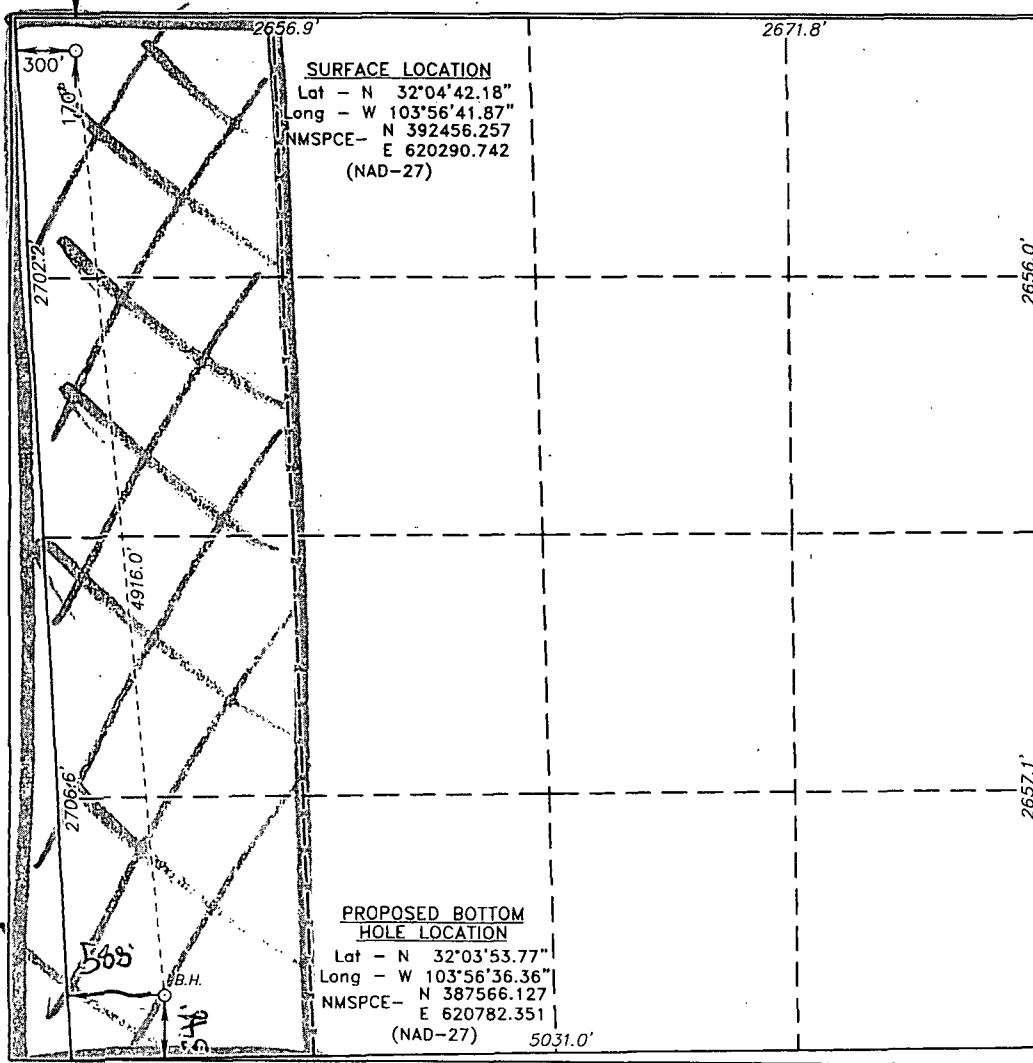 2656.9'
2671.8'
300'
170'
SURFACE LOCATION
Lat - N 32°04'42.18"
Long - W 103°56'41.87"
NMSPCE- N 392456.257
E 620290.742
(NAD-27)
2702.2'
2656.0'
4916.0'
2706.6'
2657.1'
PROPOSED BOTTOM
HOLE LOCATION
Lat - N 32°03'53.77"
Long - W 103°56'36.36"
NMSPCE- N 387566.127
E 620782.351
(NAD-27)
588'
B.H.
5031.0'